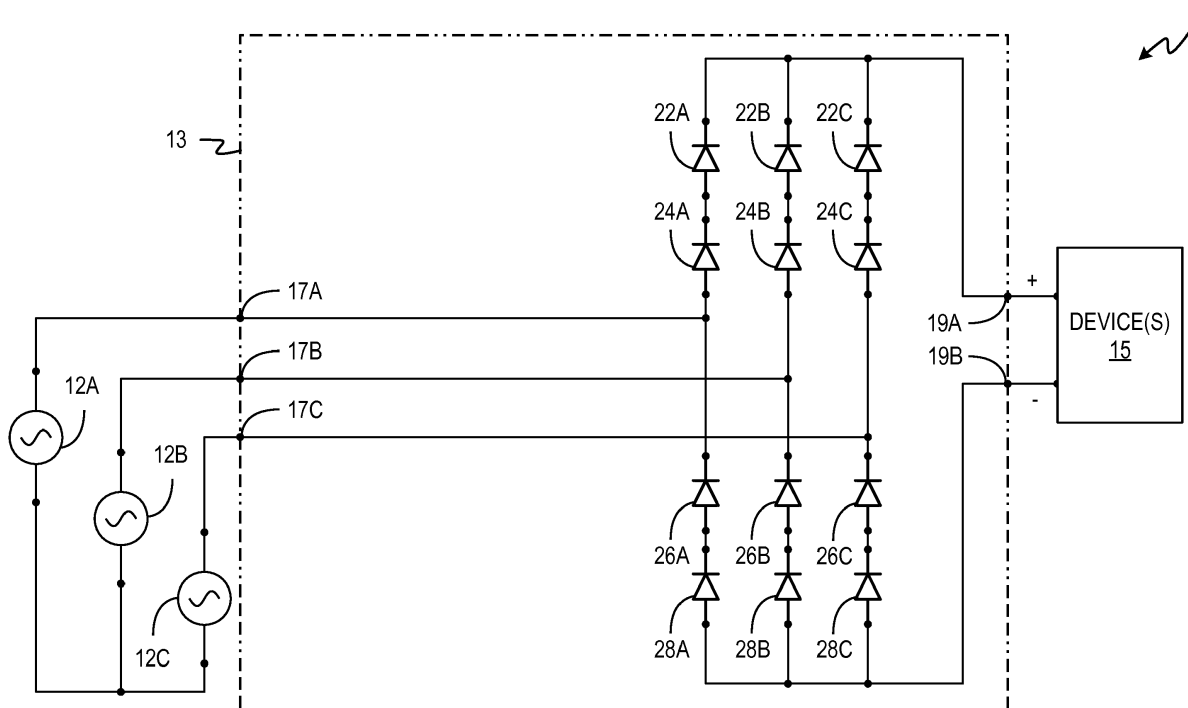 22A 22B 22C
13
24A 24B 24C
17A
+
19A
DEVICE(S)
15
17B
19B
12A
-
17C
12B
26A 26B 26C
12C
28A 28B 28C